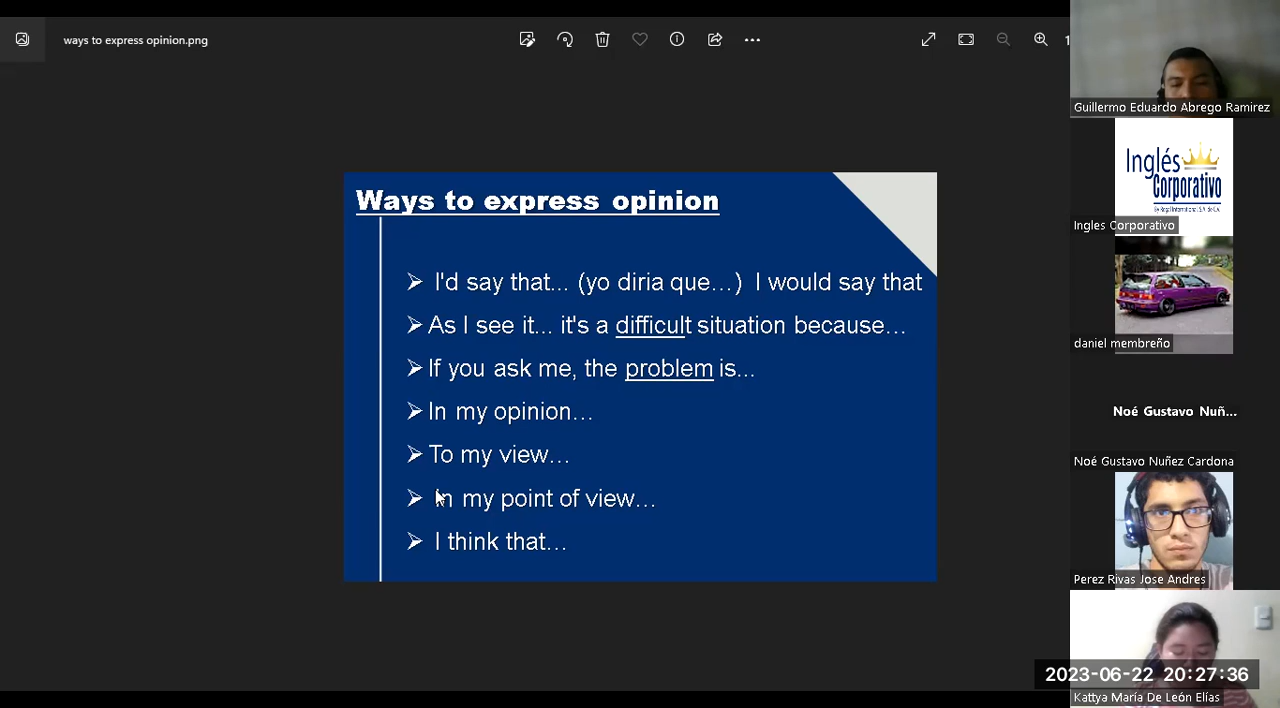 ways to express opinion.png
1
Guillermo Eduardo Abrego Ramirez
Inglés
Corporativo
Ingles Corporativo
daniel membreño
Noé Gustavo Nuñ...
Noé Gustavo Nuñez Cardona
Perez Rivas Jose Andres
2023-06-22 20:27:36
Kattya María De León Elías
Ways to express opinion
I'd say that... (yo diria que...) I would say that
As I see it... it's a difficult situation because...
If you ask me, the problem is...
In my opinion...
To my view...
In my point of view...
I think that...